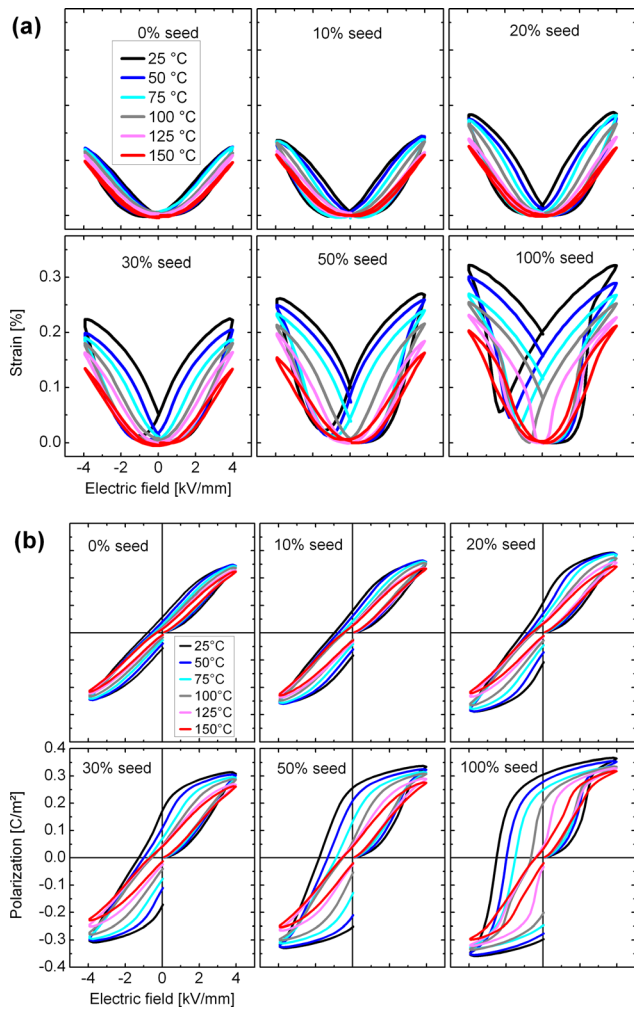 (a)
0% seed
10% seed
20% seed
25 °C
50 °C
75 °C
100 °C
125 °C
150 °C
30% seed
50% seed
100% seed
0.3
0.2
0.1
0.0
Strain [%]
-4 -2 0 2 4
Electric field [kV/mm]
(b)
0% seed
10% seed
20% seed
25°C
50°C
75°C
100°C
125°C
150°C
30% seed
50% seed
100% seed
0.4
0.3
0.2
0.1
0.0
-0.1
-0.2
-0.3
-0.4
Polarization [C/m²]
-4 -2 0 2 4
Electric field [kV/mm]